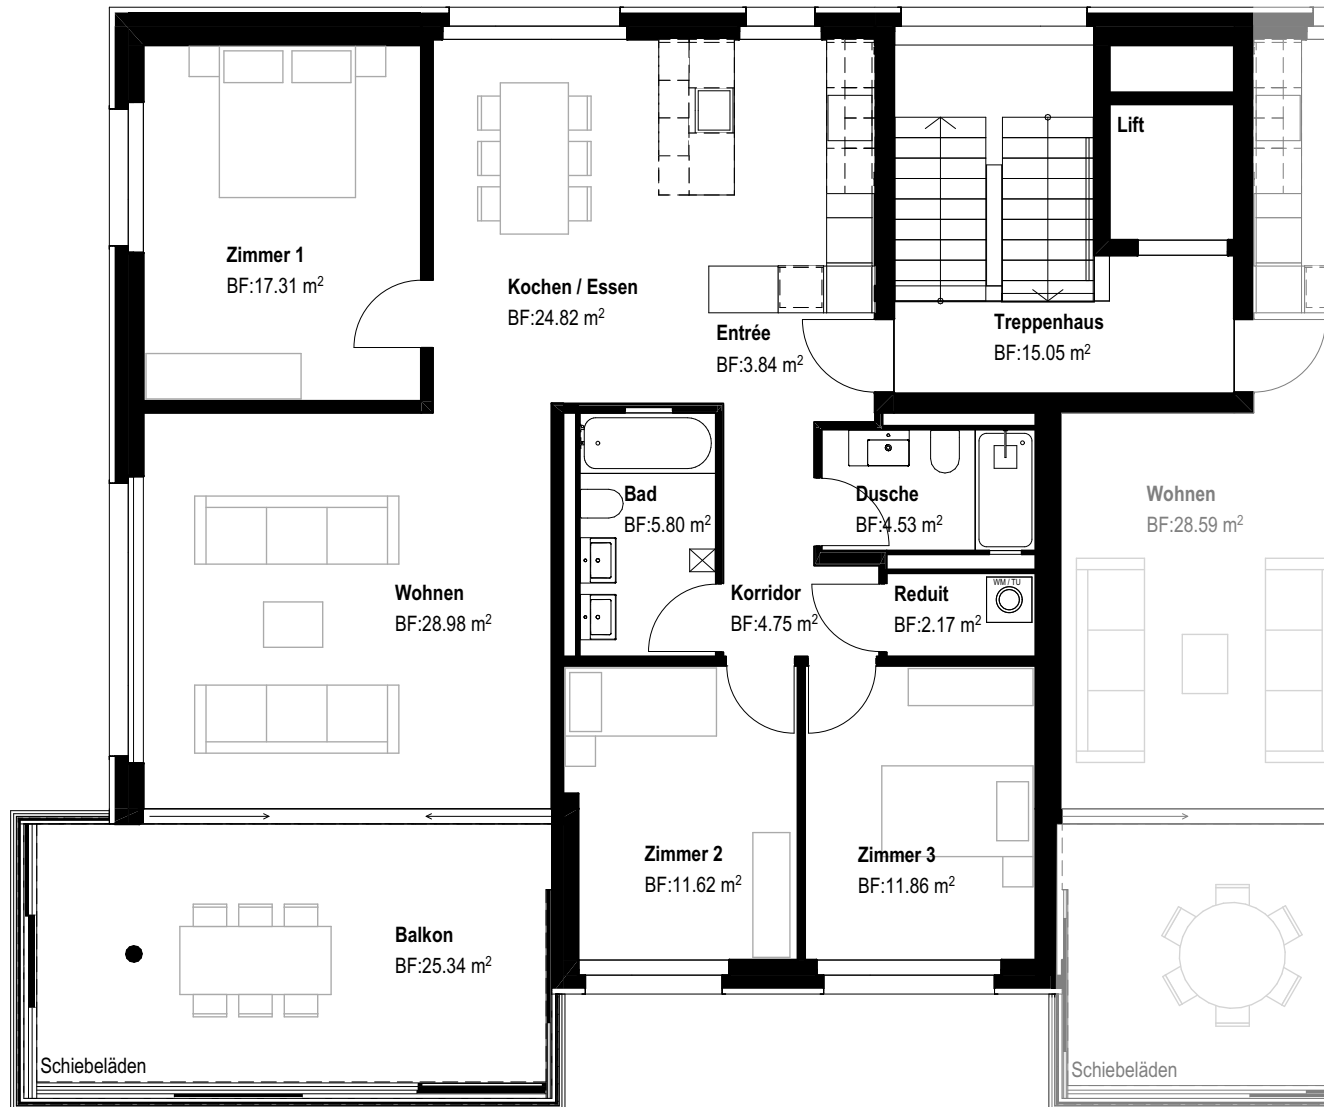 Lift
Zimmer 1
BF:17.31 m²
Kochen / Essen
BF:24.82 m²
Entrée
BF:3.84 m²
Treppenhaus
BF:15.05 m²
Bad
BF:5.80 m²
Dusche
BF:4.53 m²
Wohnen
BF:28.59 m²
Wohnen
BF:28.98 m²
Korridor
BF:4.75 m²
Reduit
BF:2.17 m²
WM / TU
Zimmer 2
BF:11.62 m²
Zimmer 3
BF:11.86 m²
Balkon
BF:25.34 m²
Schiebeläden
Schiebeläden